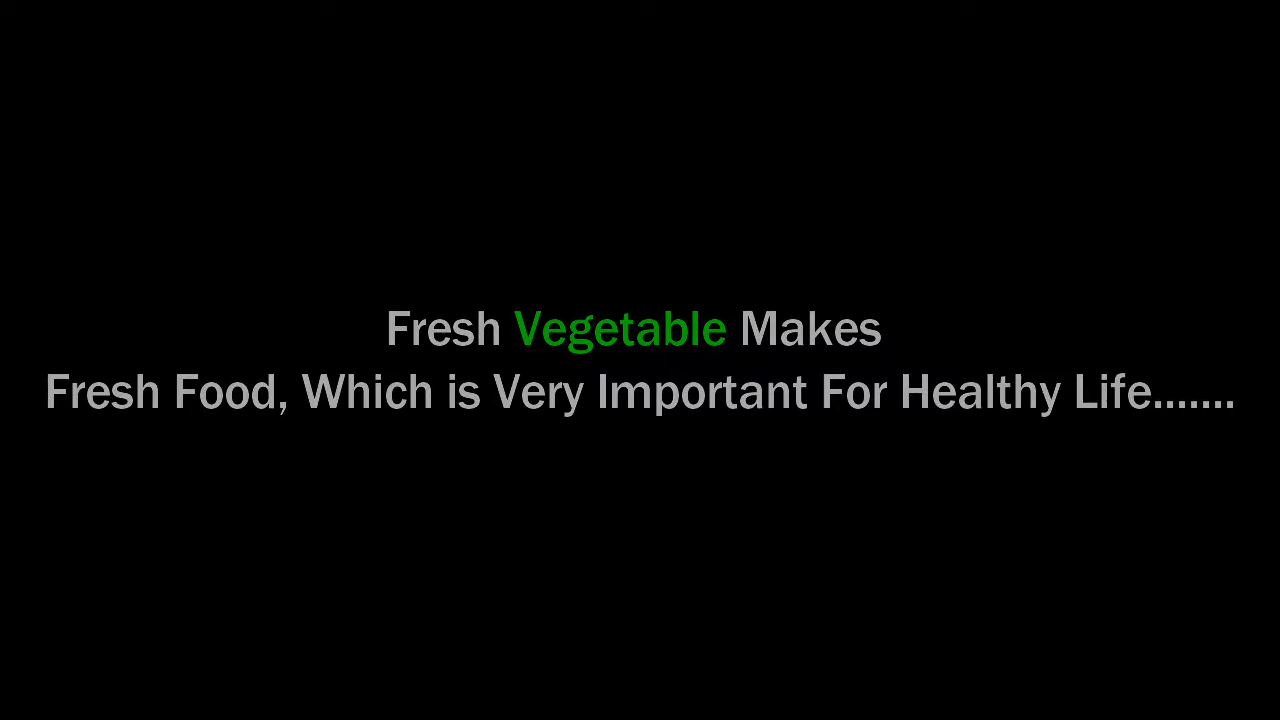 Fresh Vegetable Makes
Fresh Food, Which is Very Important For Healthy Life.......